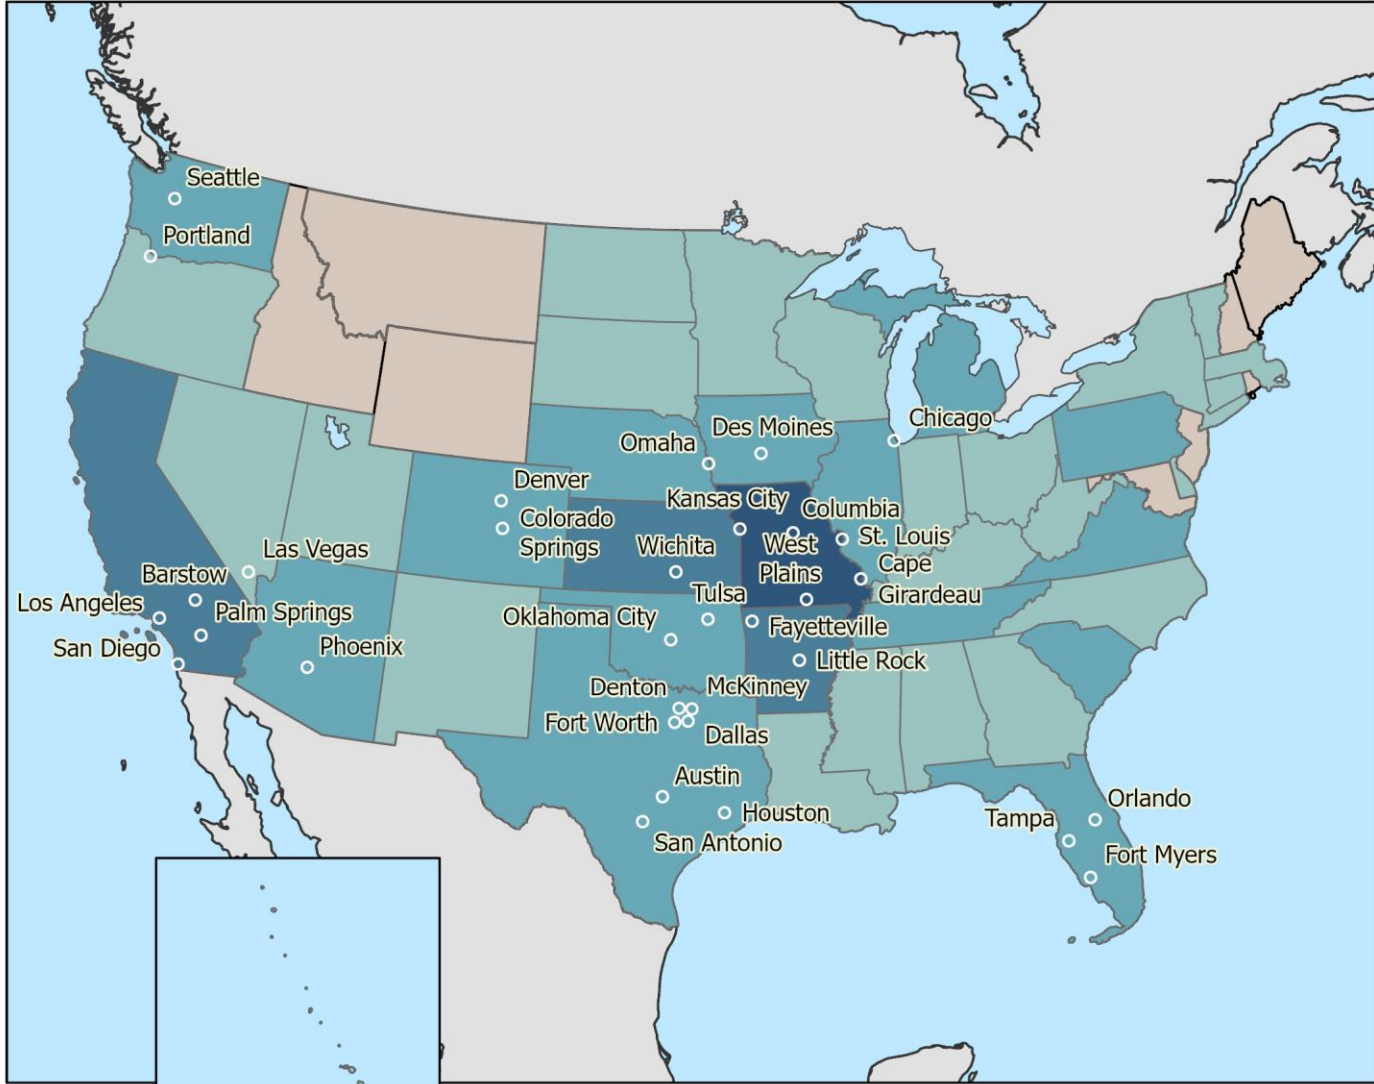 Seattle
Portland
Chicago
Des Moines
Omaha
Denver
Kansas City
Columbia
Colorado
Springs
Wichita
West
Plains
St. Louis
Las Vegas
Cape
Girardeau
Barstow
Tulsa
Los Angeles
Palm Springs
Oklahoma City
Fayetteville
San Diego
Phoenix
Little Rock
Denton
McKinney
Fort Worth
Dallas
Austin
Houston
San Antonio
Orlando
Tampa
Fort Myers